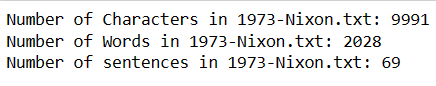 Number of Characters in 1973-Nixon.txt: 9991
Number of Words in 1973-Nixon.txt: 2028
Number of sentences in 1973-Nixon.txt: 69